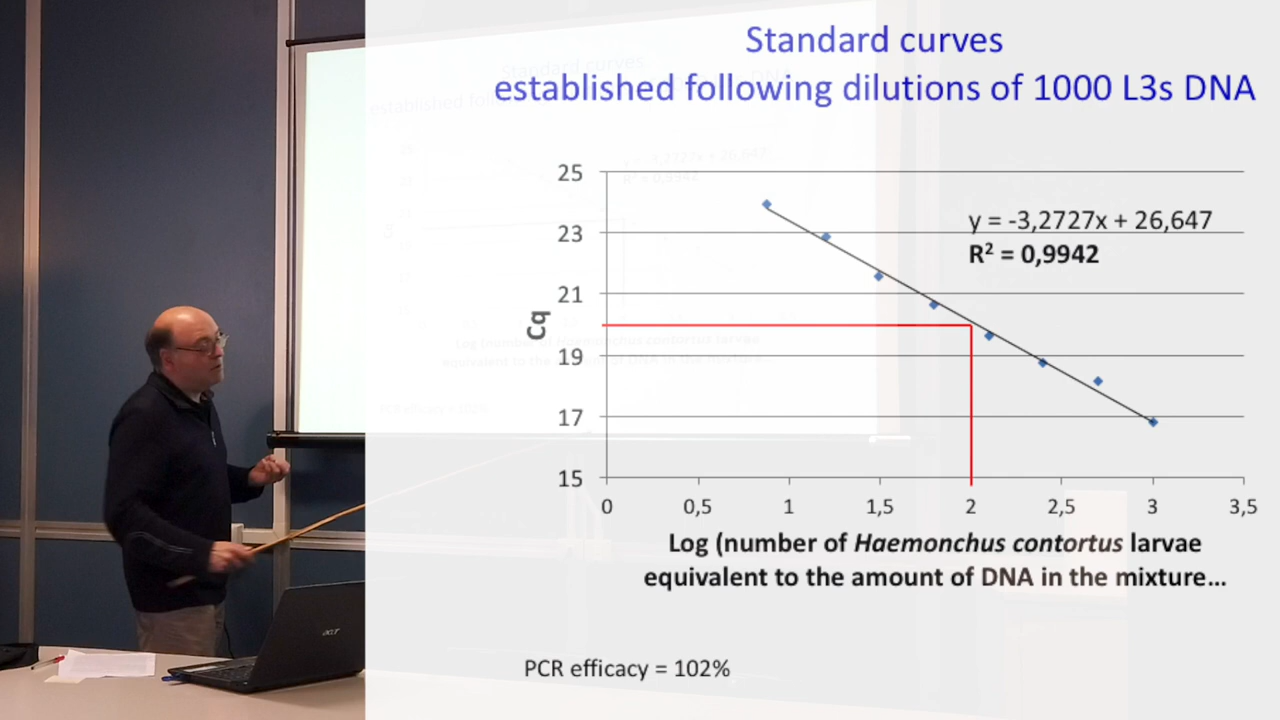 Standard curves
established following dilutions of 1000 L3s DNA
25
23
21
19
17
15
Cq
y = -3,2727x + 26,647
R² = 0,9942
0 0,5 1 1,5 2 2,5 3 3,5
Log (number of Haemonchus contortus larvae
equivalent to the amount of DNA in the mixture...
PCR efficacy = 102%
acer